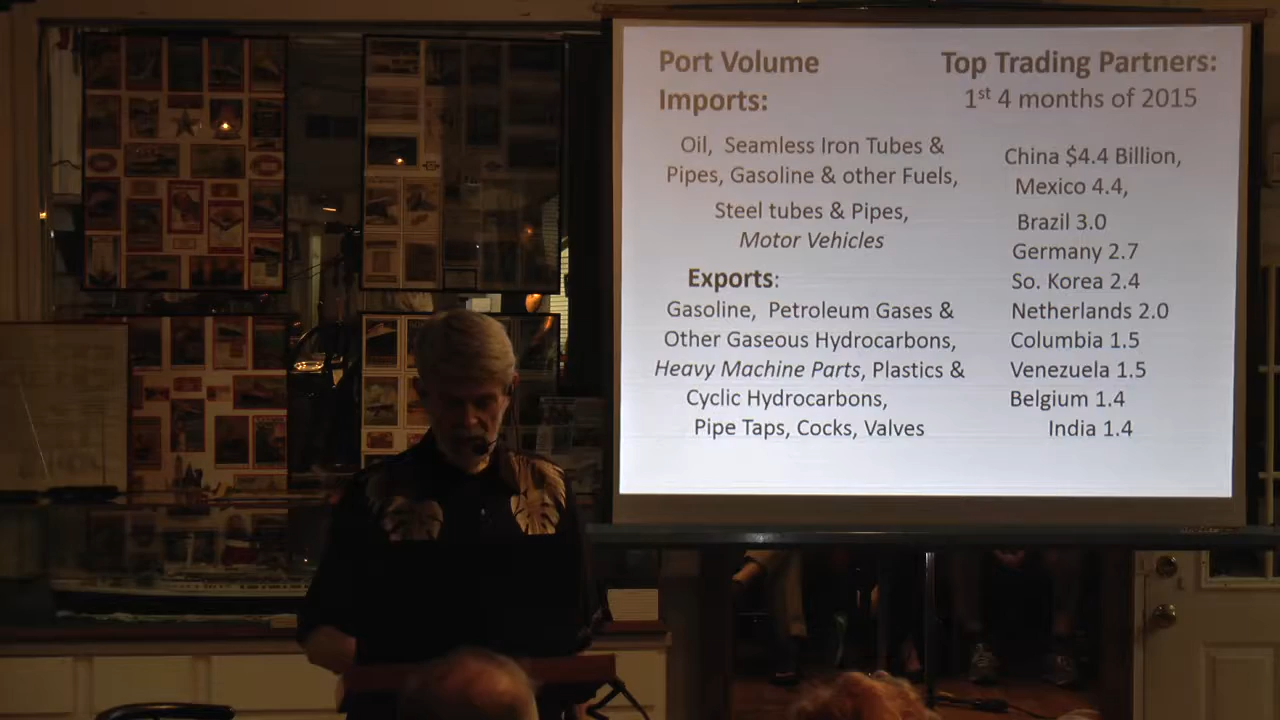 Port Volume
Imports:
Oil, Seamless Iron Tubes &
Pipes, Gasoline & other Fuels,
Steel tubes & Pipes,
Motor Vehicles
Exports:
Gasoline, Petroleum Gases &
Other Gaseous Hydrocarbons,
Heavy Machine Parts, Plastics &
Cyclic Hydrocarbons,
Pipe Taps, Cocks, Valves
Top Trading Partners:
1st 4 months of 2015
China $4.4 Billion,
Mexico 4.4,
Brazil 3.0
Germany 2.7
So. Korea 2.4
Netherlands 2.0
Columbia 1.5
Venezuela 1.5
Belgium 1.4
India 1.4